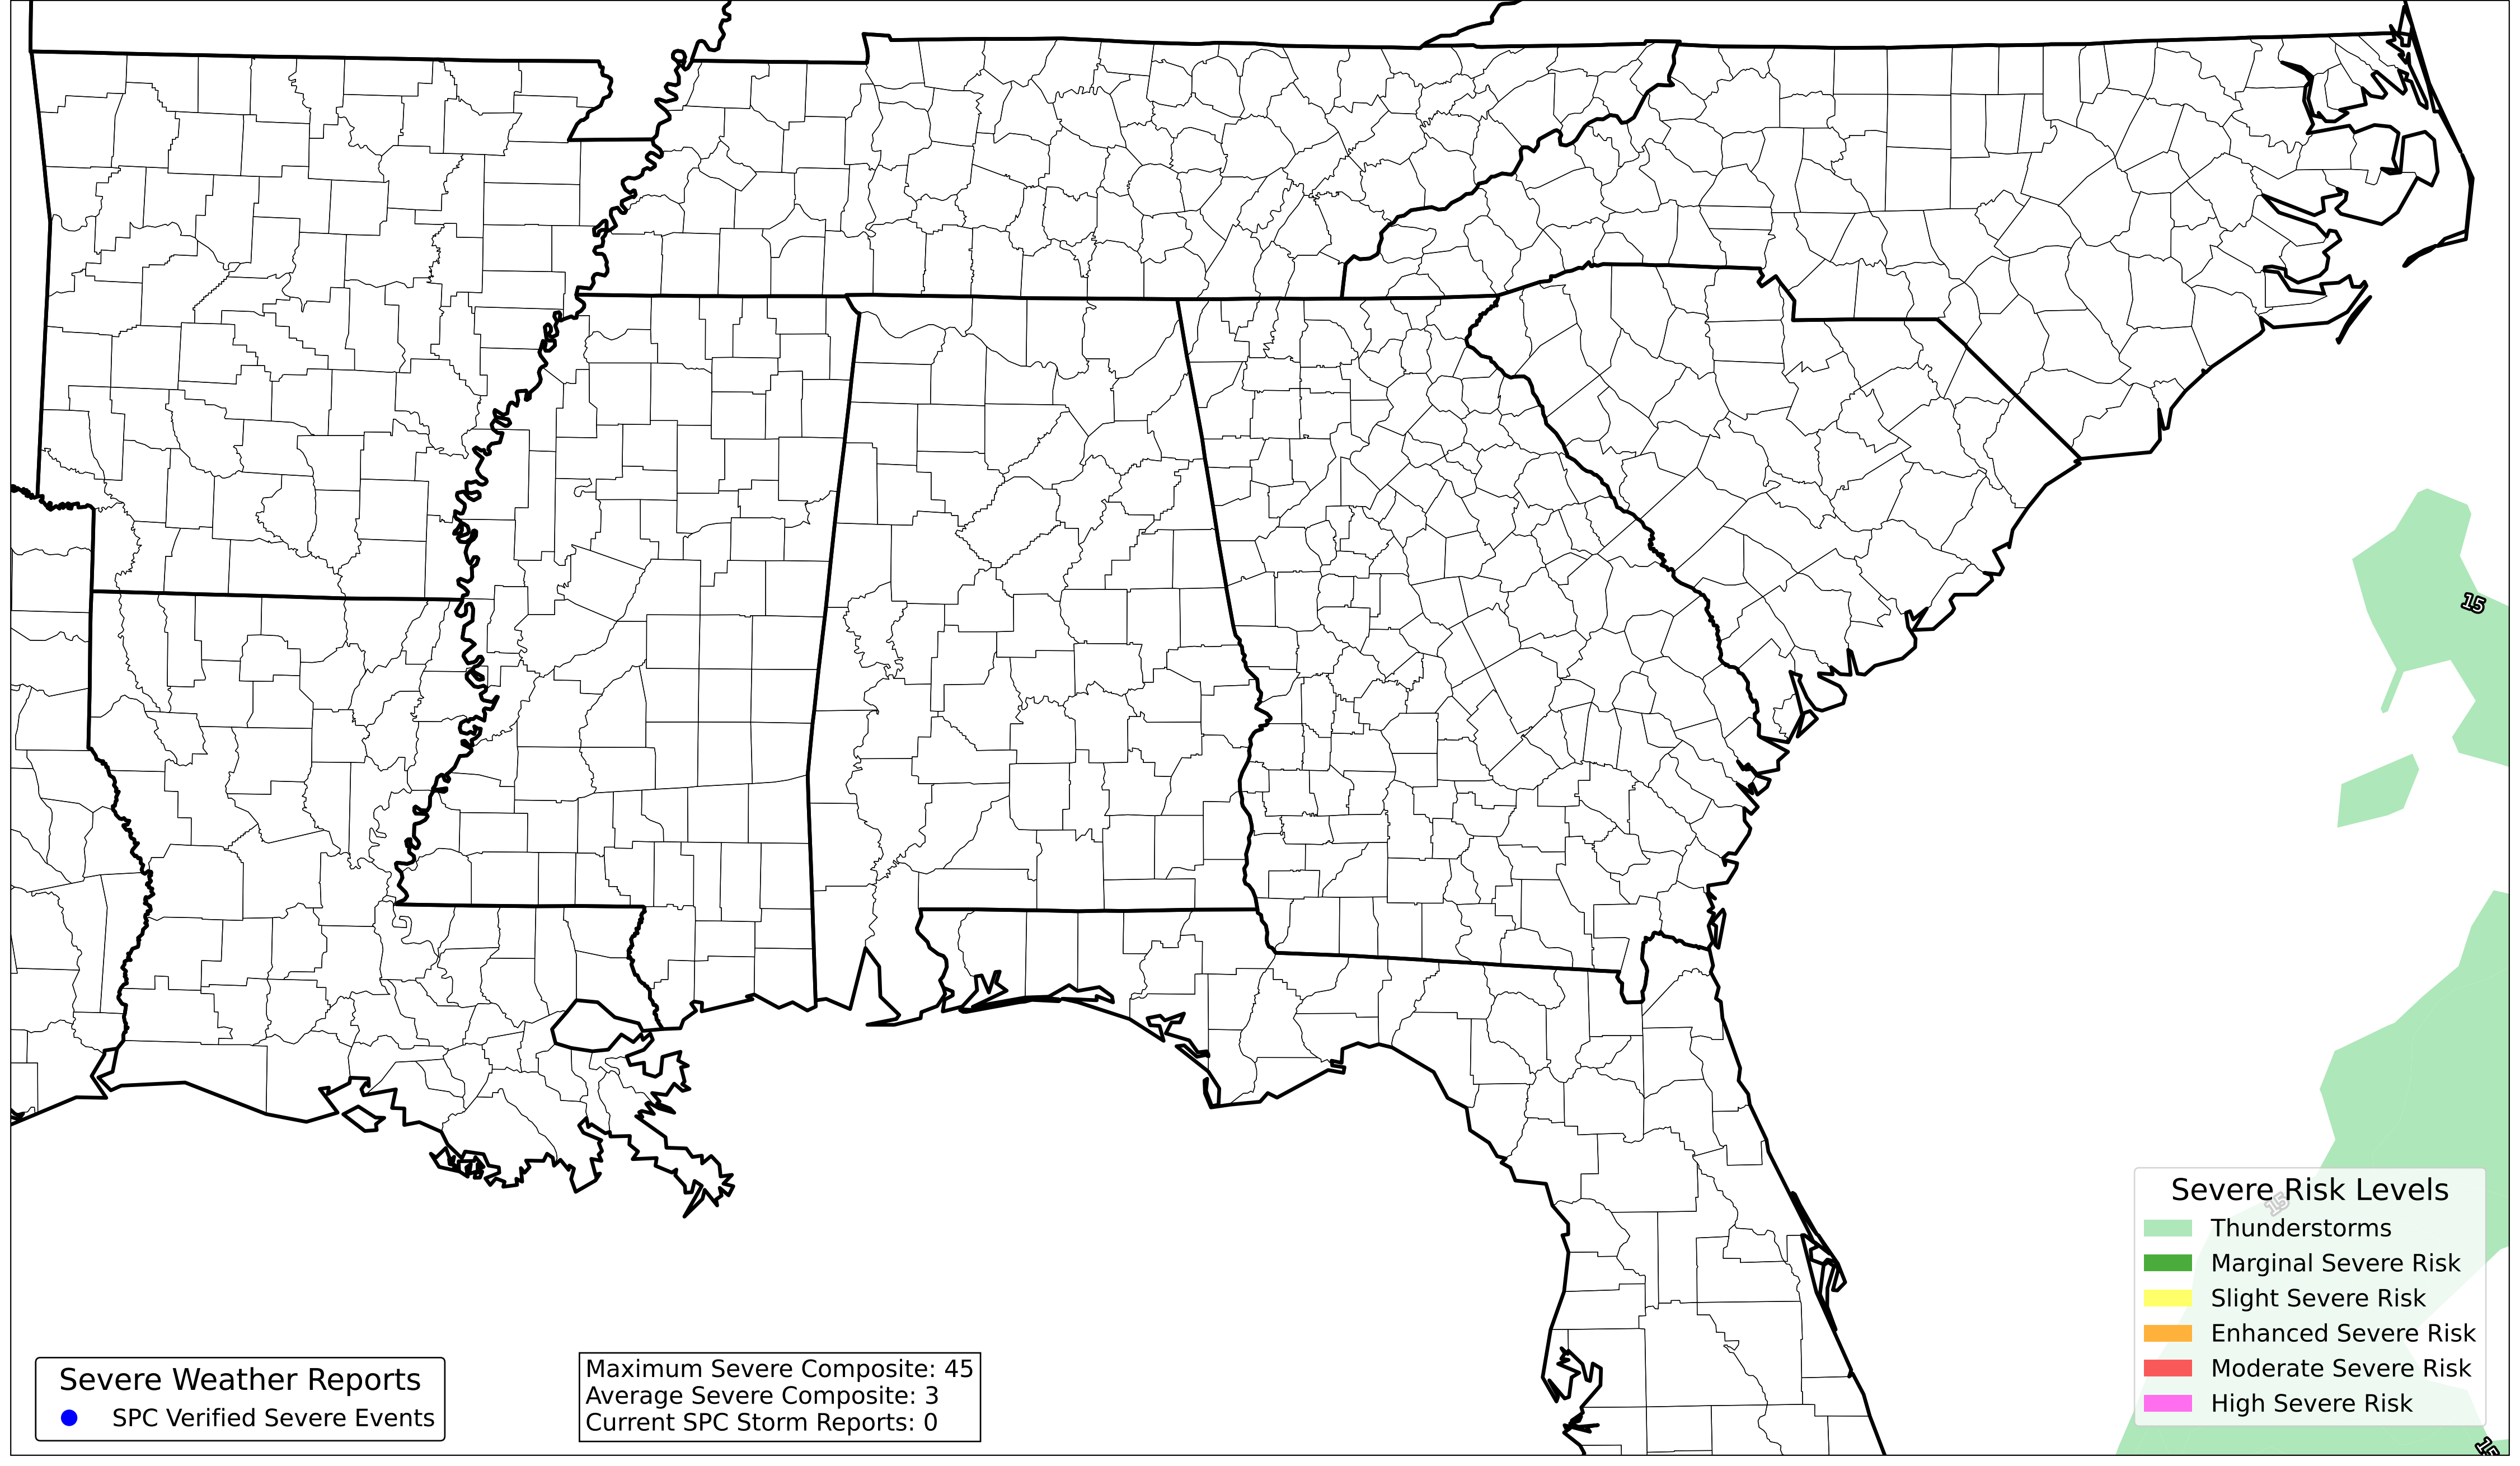 15
15
Severe Risk Levels
Thunderstorms
Marginal Severe Risk
Slight Severe Risk
Enhanced Severe Risk
Moderate Severe Risk
High Severe Risk
Severe Weather Reports
SPC Verified Severe Events
Maximum Severe Composite: 45
Average Severe Composite: 3
Current SPC Storm Reports: 0
15